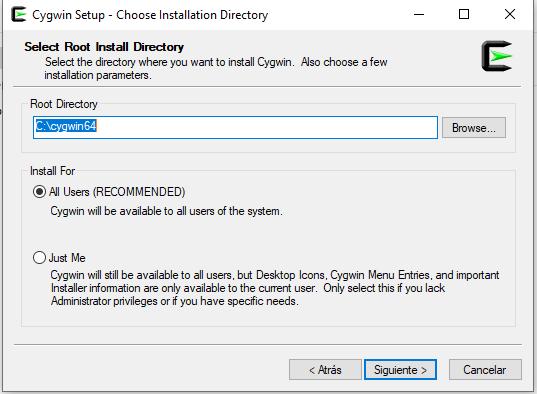 Cygwin Setup - Choose Installation Directory
Select Root Install Directory
Select the directory where you want to install Cygwin. Also choose a few
installation parameters.
Root Directory
C:\cygwin64
Browse...
Install For
All Users (RECOMMENDED)
Cygwin will be available to all users of the system.
Just Me
Cygwin will still be available to all users, but Desktop Icons, Cygwin Menu Entries, and important
Installer information are only available to the current user. Only select this if you lack
Administrator privileges or if you have specific needs.
< Atrás
Siguiente >
Cancelar